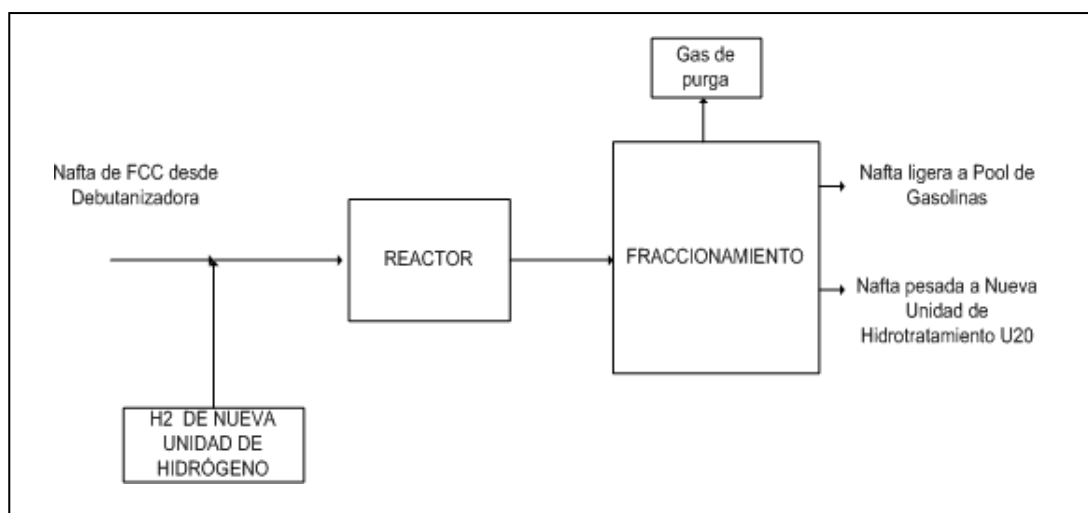 Gas de
purga
Nafta de FCC desde
Debutanizadora
Nafta ligera a Pool de
Gasolinas
REACTOR
FRACCIONAMIENTO
Nafta pesada a Nueva
Unidad de
Hidrotratamiento U20
H2 DE NUEVA
UNIDAD DE
HIDRÓGENO